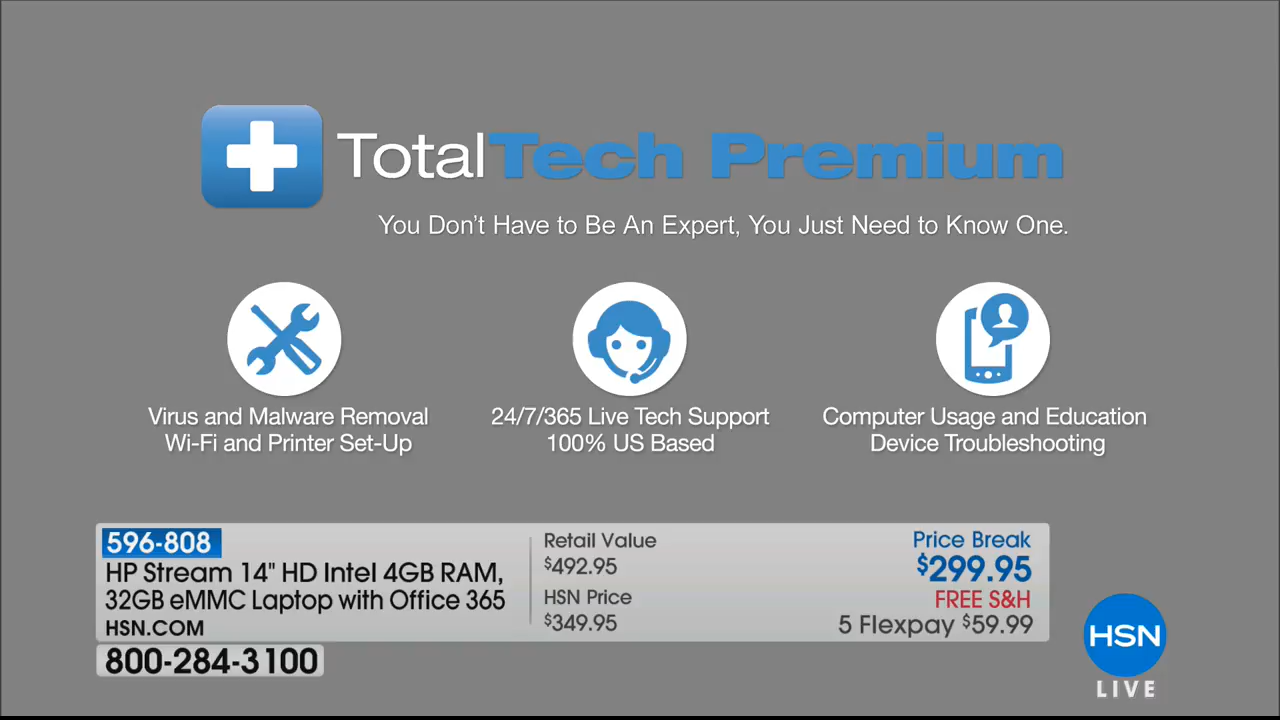 TotalTech Premium
You Don't Have to Be An Expert, You Just Need to Know One.
Virus and Malware Removal
Wi-Fi and Printer Set-Up
24/7/365 Live Tech Support
100% US Based
Computer Usage and Education
Device Troubleshooting
596-808
HP Stream 14" HD Intel 4GB RAM,
32GB eMMC Laptop with Office 365
HSN.COM
800-284-3100
Retail Value
$492.95
HSN Price
$349.95
Price Break
$299.95
FREE S&H
5 Flexpay $59.99
HSN
LIVE